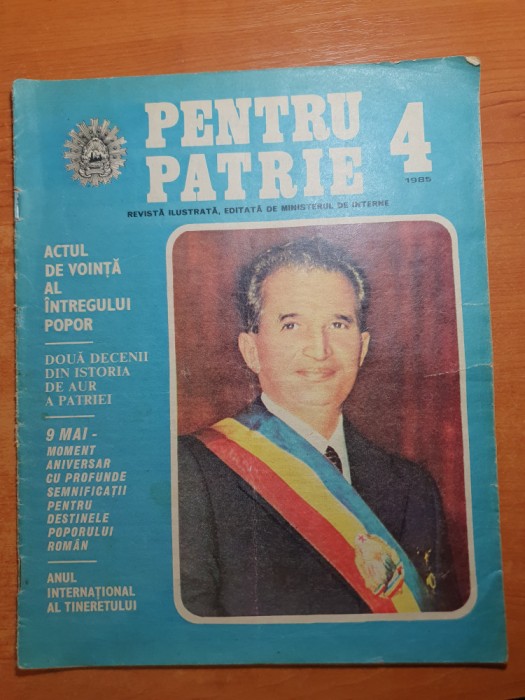 PENTRU
PATRIE
4
1985
REVISTĂ ILUSTRATĂ, EDITATĂ DE MINISTERUL DE INTERNE
ACTUL
DE VOINȚĂ
AL
ÎNTREGULUI
POPOR
DOUĂ DECENII
DIN ISTORIA
DE AUR
A PATRIEI
9 MAI -
MOMENT
ANIVERSAR
CU PROFUNDE
SEMNIFICAȚII
PENTRU
DESTINELE
POPORULUI
ROMÂN
ANUL
INTERNAȚIONAL
AL TINERETULUI